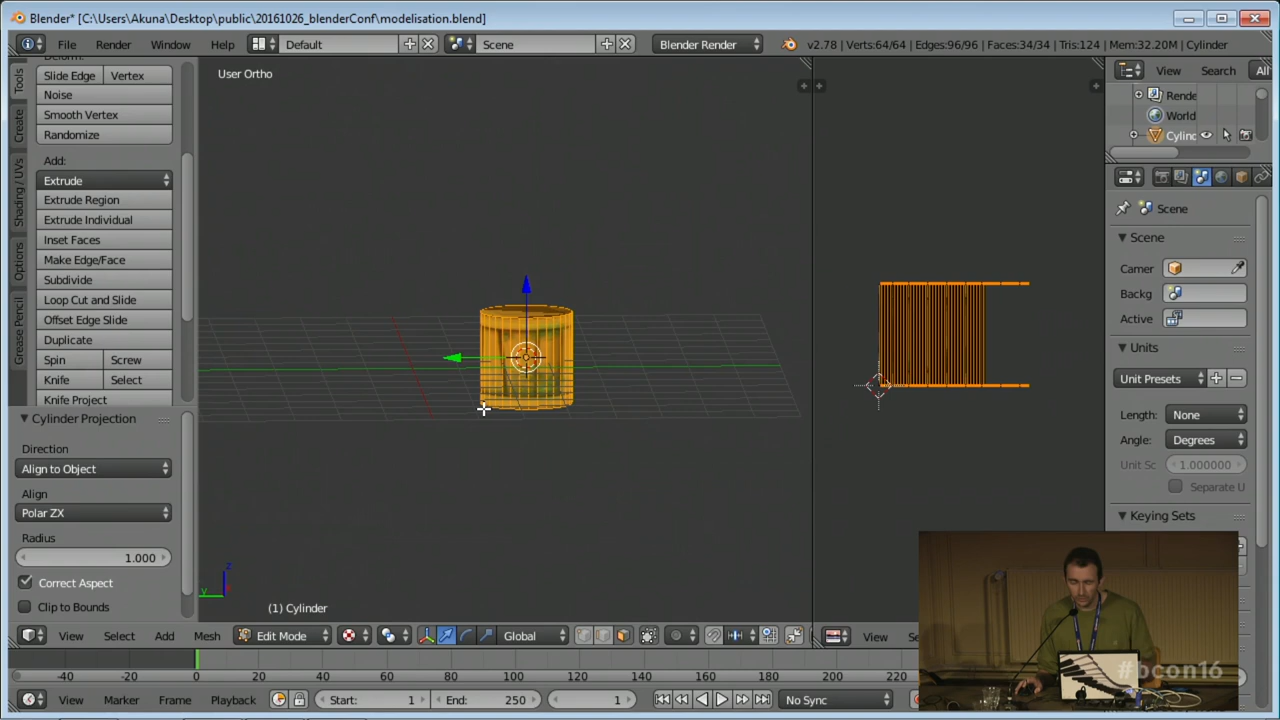 Blender* [C:\Users\Akuna\Desktop\public\20161026_blenderConf\modelisation.blend]
File Render Window Help Default Scene Blender Render v2.78 | Verts:64/64 | Edges:96/96 | Faces:34/34 | Tris:124 | Mem:32.20M | Cylinder
Tools
Create
Shading / UVs
Options
Grease Pencil
Slide Edge Vertex
Noise
Smooth Vertex
Randomize
Add:
Extrude
Extrude Region
Extrude Individual
Inset Faces
Make Edge/Face
Subdivide
Loop Cut and Slide
Offset Edge Slide
Duplicate
Spin Screw
Knife Select
Knife Project
Cylinder Projection
Direction
Align to Object
Align
Polar ZX
Radius
1.000
Correct Aspect
Clip to Bounds
User Ortho
z
y
(1) Cylinder
View Search All
Rende
World
Cylinc
Scene
Scene
Camer
Backg
Active
Units
Unit Presets
Length: None
Angle: Degrees
Unit Sc 1.000000
Separate U
Keying Sets
View Select Add Mesh Edit Mode Global View Se
-40 -20 0 20 40 60 80 100 120 140 160 180 200 220
View Marker Frame Playback Start: 1 End: 250 1 No Sync
#bcon16